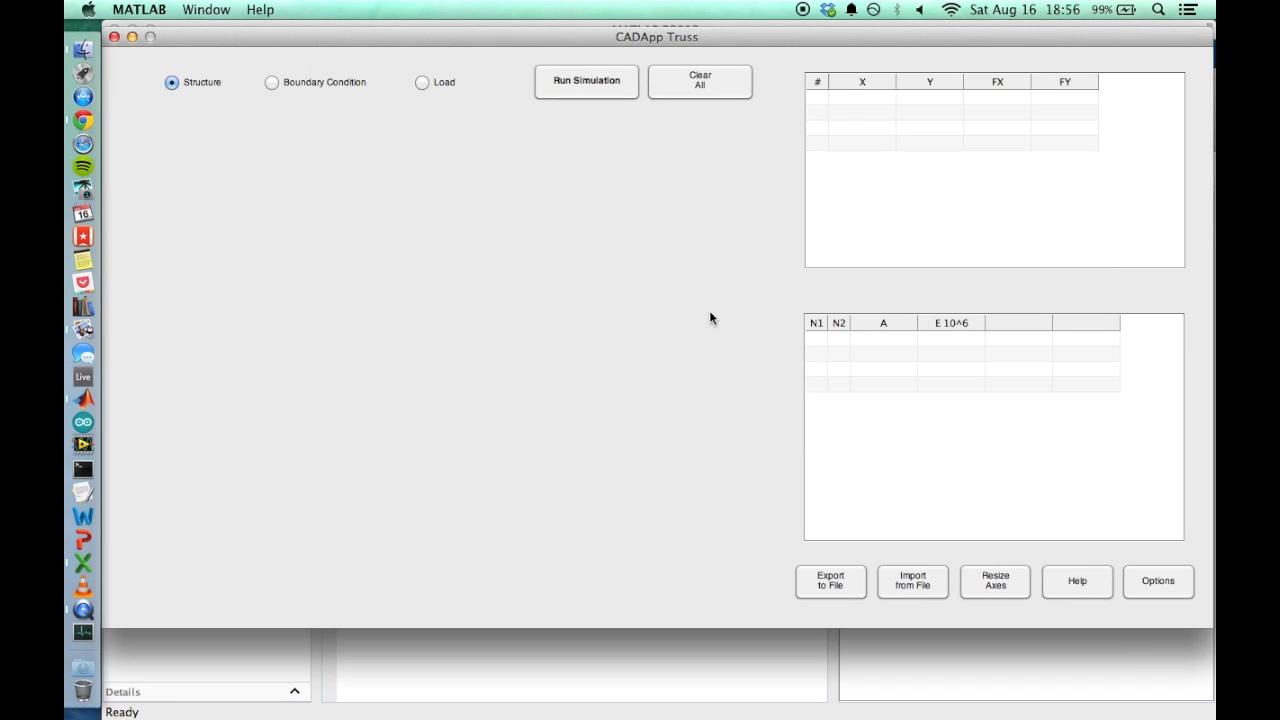 MATLAB Window Help Sat Aug 16 18:56 99%
CADApp Truss
Structure Boundary Condition Load Run Simulation Clear
All
# X Y FX FY
16
N1 N2 A E 10^6
Live
Export
to File
Import
from File
Resize
Axes
Help
Options
Details
Ready